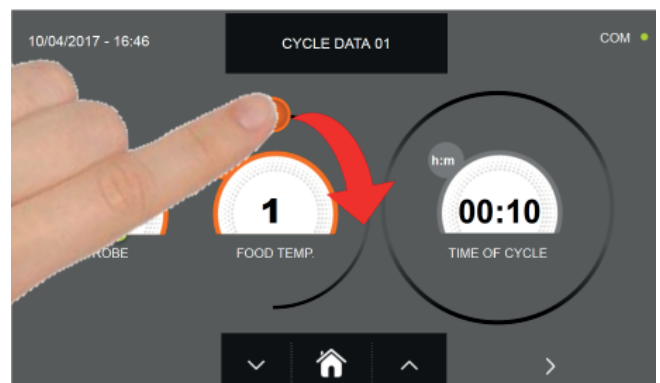 10/04/2017 - 16:46
CYCLE DATA 01
COM
h:m
1
00:10
ROBE
FOOD TEMP.
TIME OF CYCLE